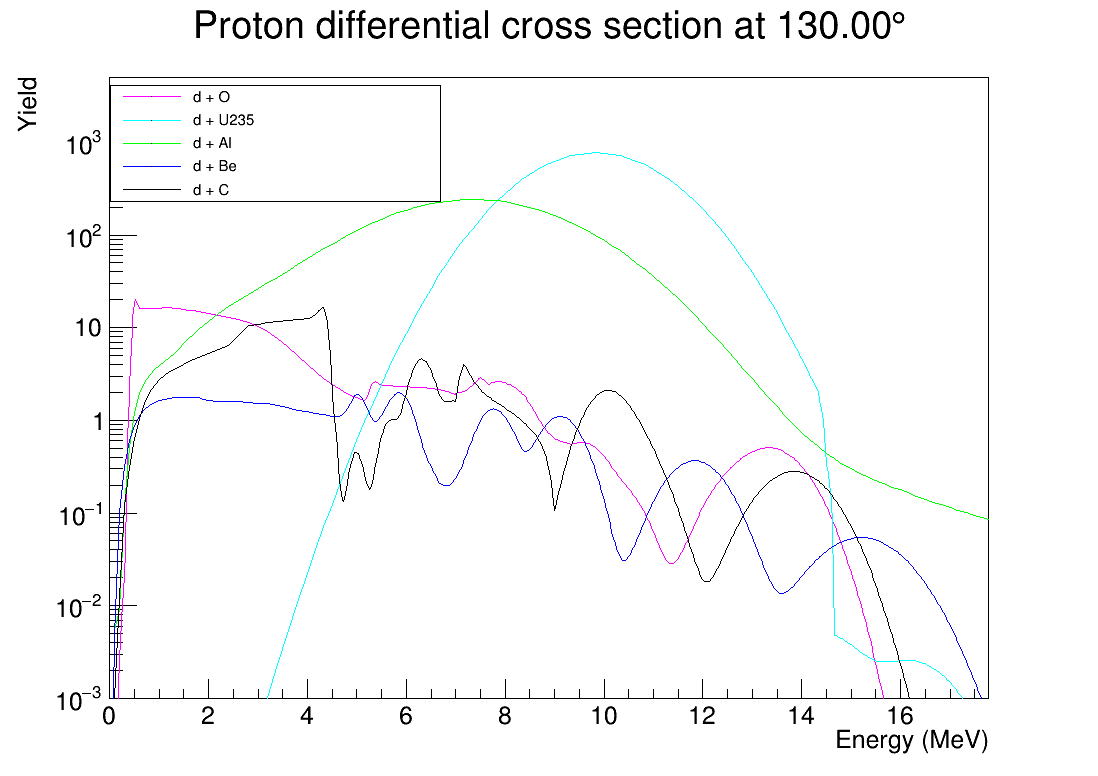 Proton differential cross section at 130.00°
Yield
d + O
d + U235
d + Al
d + Be
d + C
10³
10²
10
1
10⁻¹
10⁻²
10⁻³
0 2 4 6 8 10 12 14 16
Energy (MeV)